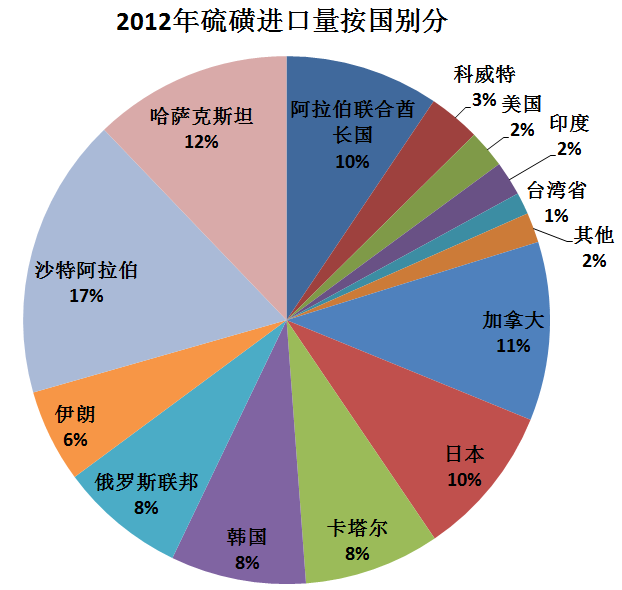 2012年硫磺进口量按国别分
阿拉伯联合酋
长国
10%
科威特
3%
美国
2%
印度
2%
台湾省
1%
其他
2%
加拿大
11%
日本
10%
卡塔尔
8%
韩国
8%
俄罗斯联邦
8%
伊朗
6%
沙特阿拉伯
17%
哈萨克斯坦
12%